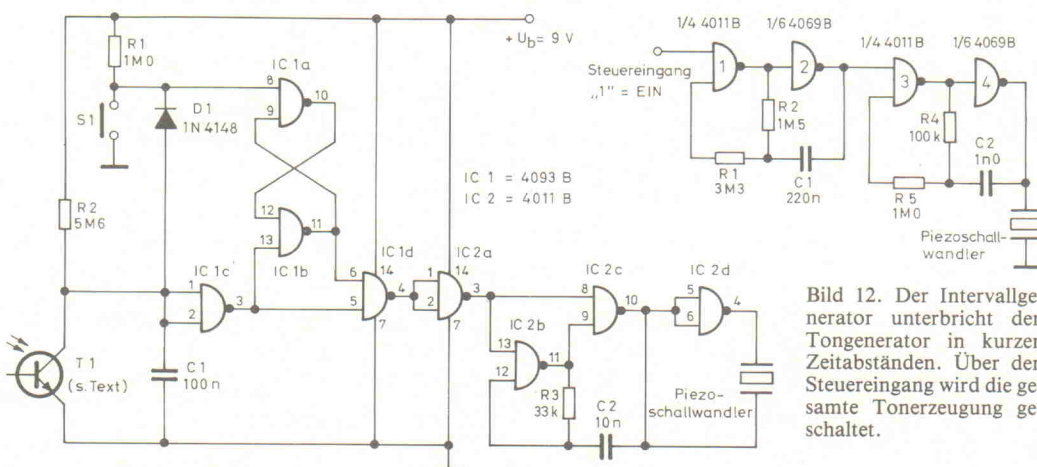 + U_b = 9 V
R1
1M0
S1
D1
1N 4148
IC 1a
8
9
10
R2
5M6
12
13
11
IC 1b
IC 1 = 4093 B
IC 2 = 4011 B
IC 1c
1
2
3
IC 1d
6
5
14
4
7
IC 2a
1
2
14
3
7
T 1
(s. Text)
C1
100 n
IC 2b
13
12
11
R3
33k
C2
10 n
IC 2c
8
9
10
IC 2d
5
6
4
Piezo-
schallwandler
1/4 4011B
1/6 4069B
1/4 4011B
1/6 4069B
Steuereingang
„1" = EIN
1
2
3
4
R2
1M5
R1
3M3
C1
220n
R4
100 k
C2
1n0
R 5
1M0
Piezoschall-
wandler
Bild 12. Der Intervallge-
nerator unterbricht den
Tongenerator in kurzen
Zeitabständen. Über den
Steuereingang wird die ge-
samte Tonerzeugung ge-
schaltet.